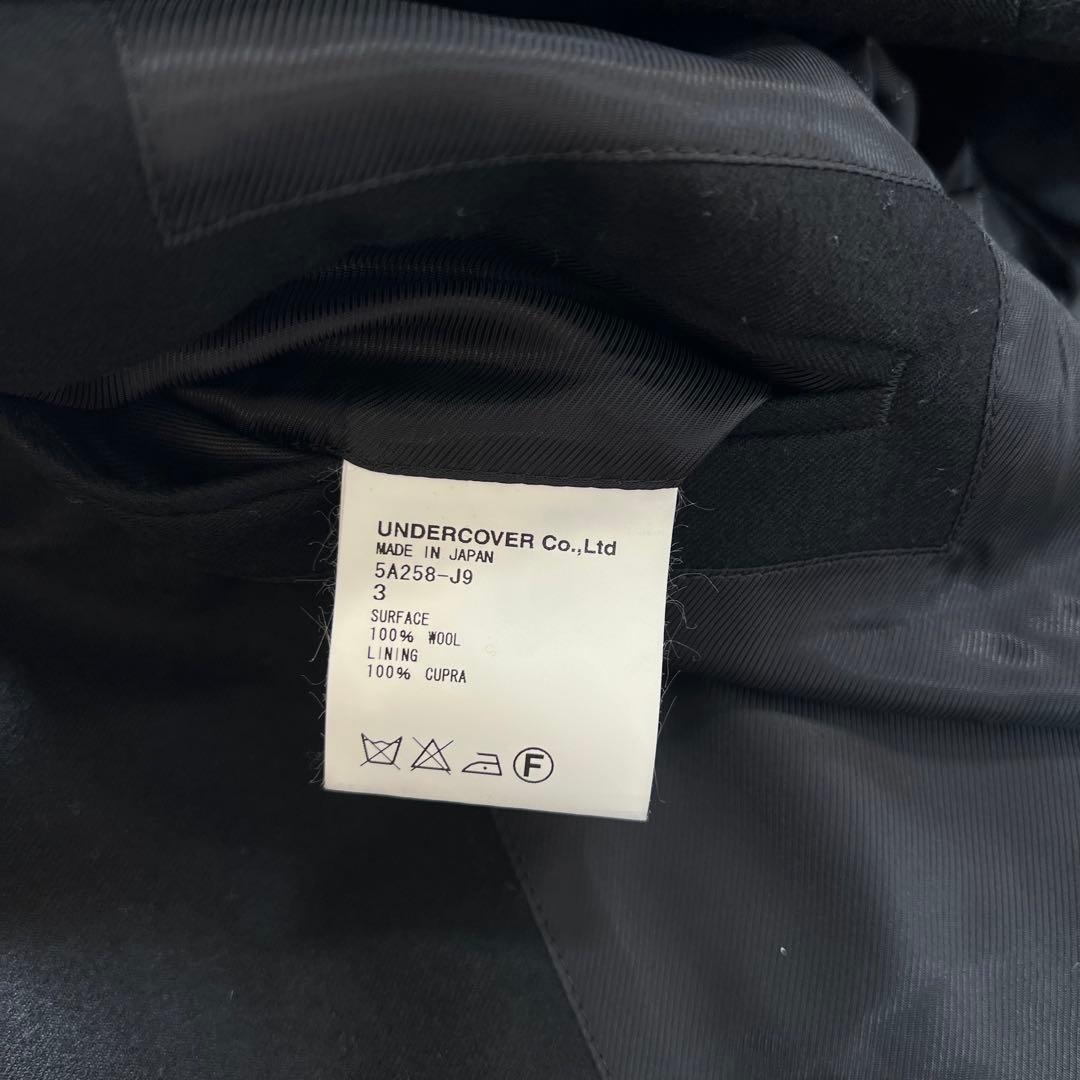 UNDERCOVER Co.,Ltd
MADE IN JAPAN
5A258-J9
3
SURFACE
100% WOOL
LINING
100% CUPRA
F